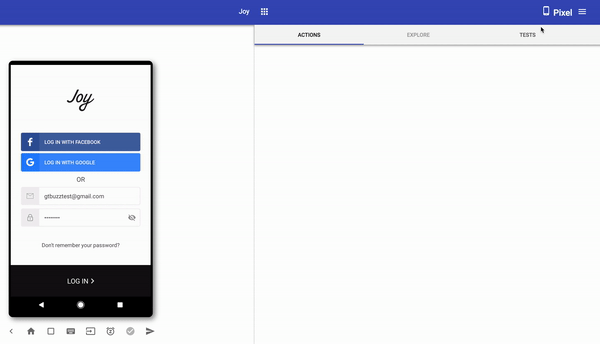 Joy
Pixel
ACTIONS
EXPLORE
TESTS
Joy
f LOG IN WITH FACEBOOK
G LOG IN WITH GOOGLE
OR
gtbuzztest@gmail.com
Don't remember your password?
LOG IN >